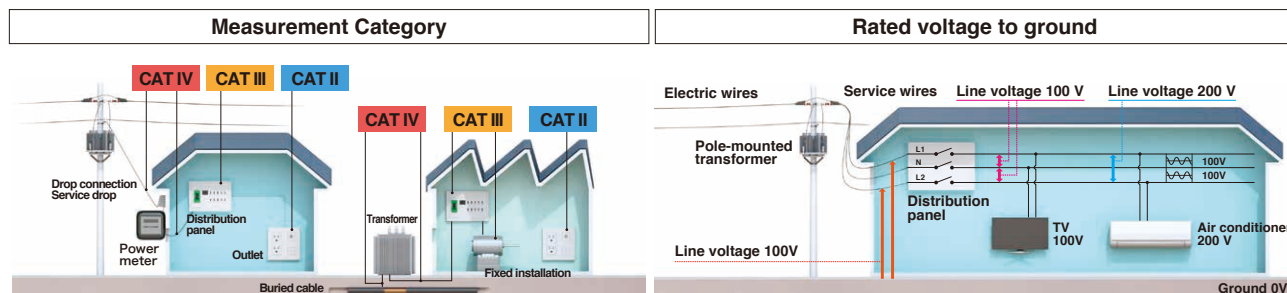 Measurement Category
Rated voltage to ground
CAT IV
CAT III
CAT II
CAT IV
CAT III
CAT II
Drop connection
Service drop
Power
meter
Distribution
panel
Outlet
Transformer
Fixed installation
Buried cable
Electric wires
Service wires
Line voltage 100 V
Line voltage 200 V
Pole-mounted
transformer
L1
N
L2
100V
100V
Distribution
panel
TV
100V
Air conditioner
200 V
Line voltage 100V
Ground 0V